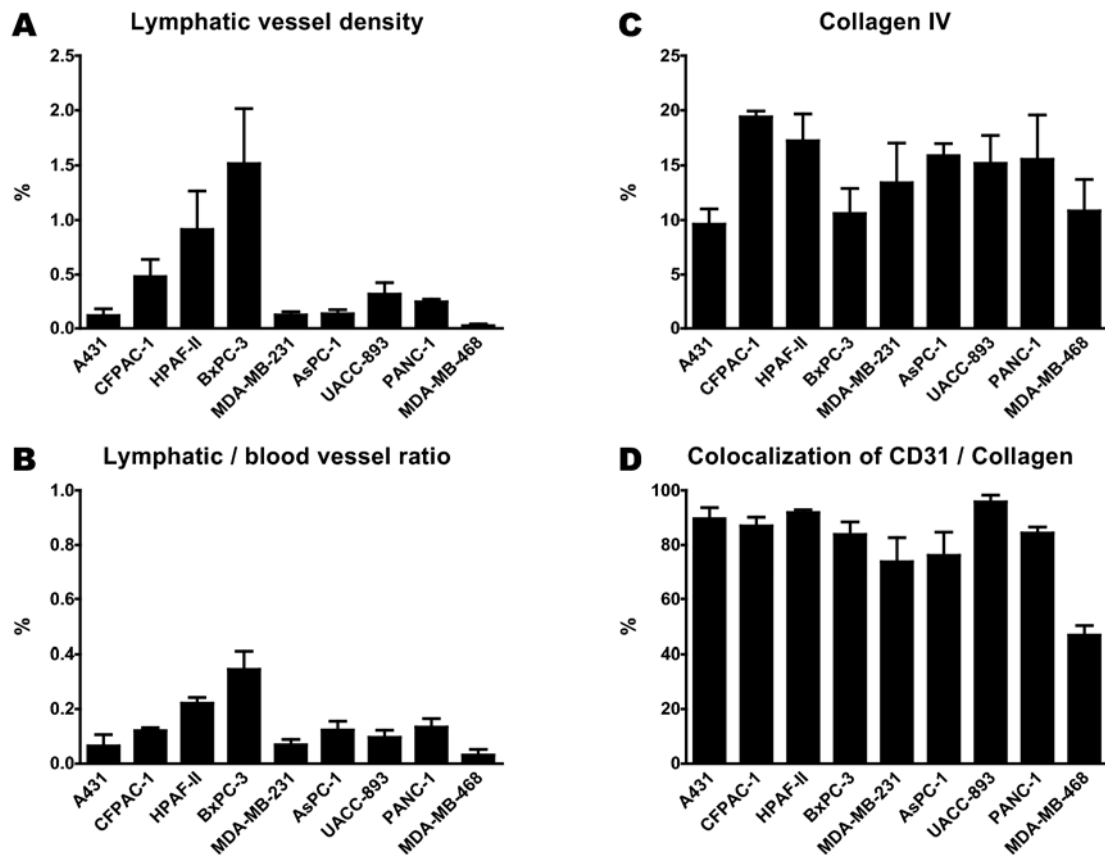 A Lymphatic vessel density
%
2.5
2.0
1.5
1.0
0.5
0.0
A431
CFPAC-1
HPAF-II
BxPC-3
MDA-MB-231
AsPC-1
UACC-893
PANC-1
MDA-MB-468
B Lymphatic / blood vessel ratio
%
1.0
0.8
0.6
0.4
0.2
0.0
A431
CFPAC-1
HPAF-II
BxPC-3
MDA-MB-231
AsPC-1
UACC-893
PANC-1
MDA-MB-468
C Collagen IV
%
25
20
15
10
5
0
A431
CFPAC-1
HPAF-II
BxPC-3
MDA-MB-231
AsPC-1
UACC-893
PANC-1
MDA-MB-468
D Colocalization of CD31 / Collagen
%
100
80
60
40
20
0
A431
CFPAC-1
HPAF-II
BxPC-3
MDA-MB-231
AsPC-1
UACC-893
PANC-1
MDA-MB-468